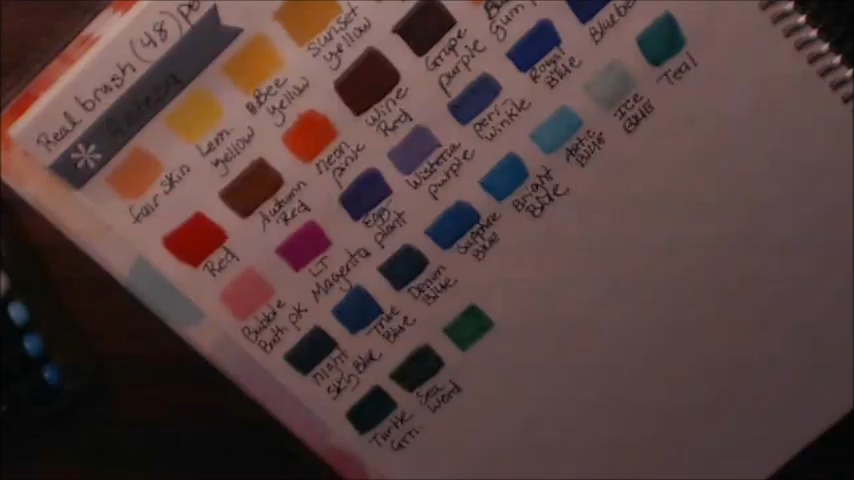 Real brush (48) pc
fair skin
Lem.
yellow
Bee
yellow
Sunset
yellow
Red
Autumn
Red
neon
pink
Wine
Red
Grape
purple
gum
Bubble
Bath pk
LT
Magenta
Egg
plant
Wisteria
purple
peri
winkle
Royal
Blue
Night
Sky Blue
True
Blue
Denim
Blue
Sapphire
Blue
Bright
Blue
Artic
Blue
Ice
Blue
Teal
Turtle
Grn.
Sea